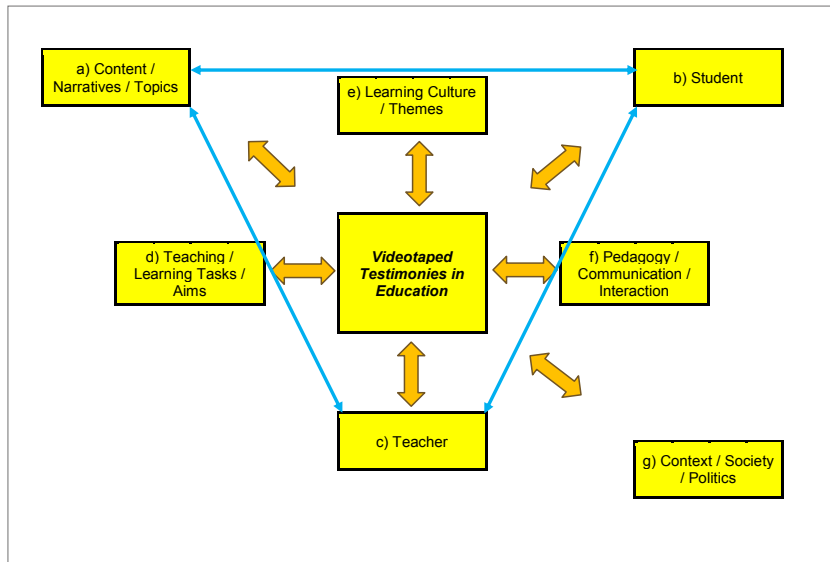 a) Content /
Narratives / Topics
b) Student
e) Learning Culture
/ Themes
d) Teaching /
Learning Tasks /
Aims
Videotaped
Testimonies in
Education
f) Pedagogy /
Communication /
Interaction
c) Teacher
g) Context / Society
/ Politics